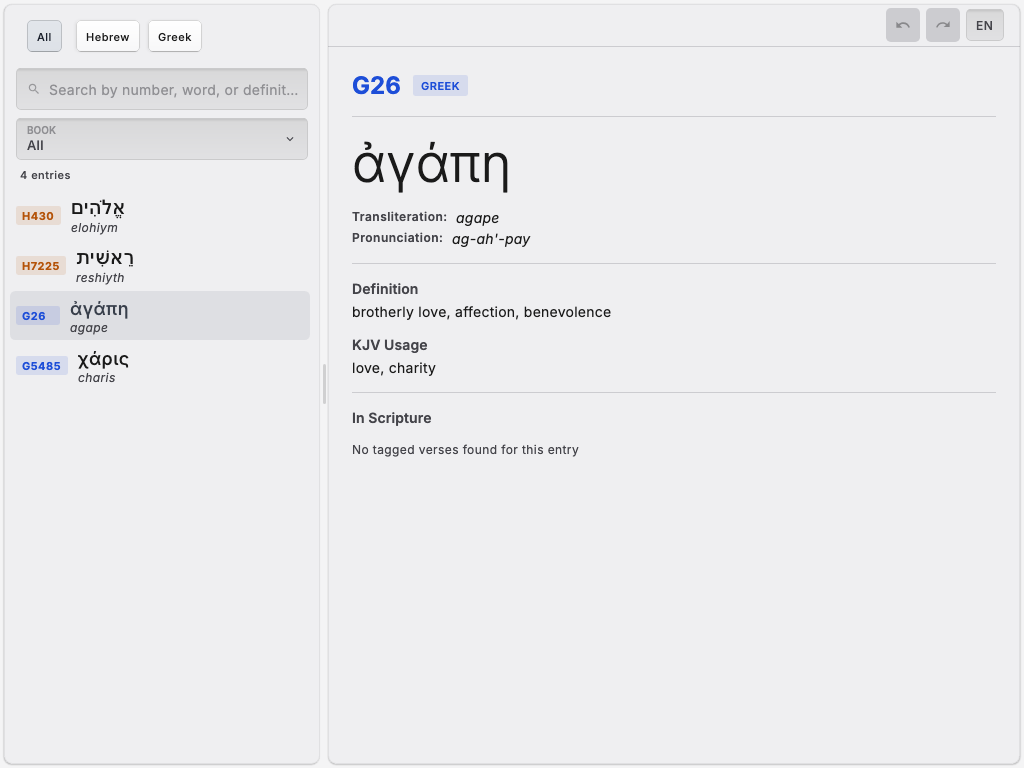 All
Hebrew
Greek
Search by number, word, or definit...
BOOK
All
4 entries
H430
אֱלֹהִים
elohiym
H7225
רֵאשִׁית
reshiyth
G26
ἀγάπη
agape
G5485
χάρις
charis
EN
G26 GREEK
ἀγάπη
Transliteration: agape
Pronunciation: ag-ah'-pay
Definition
brotherly love, affection, benevolence
KJV Usage
love, charity
In Scripture
No tagged verses found for this entry